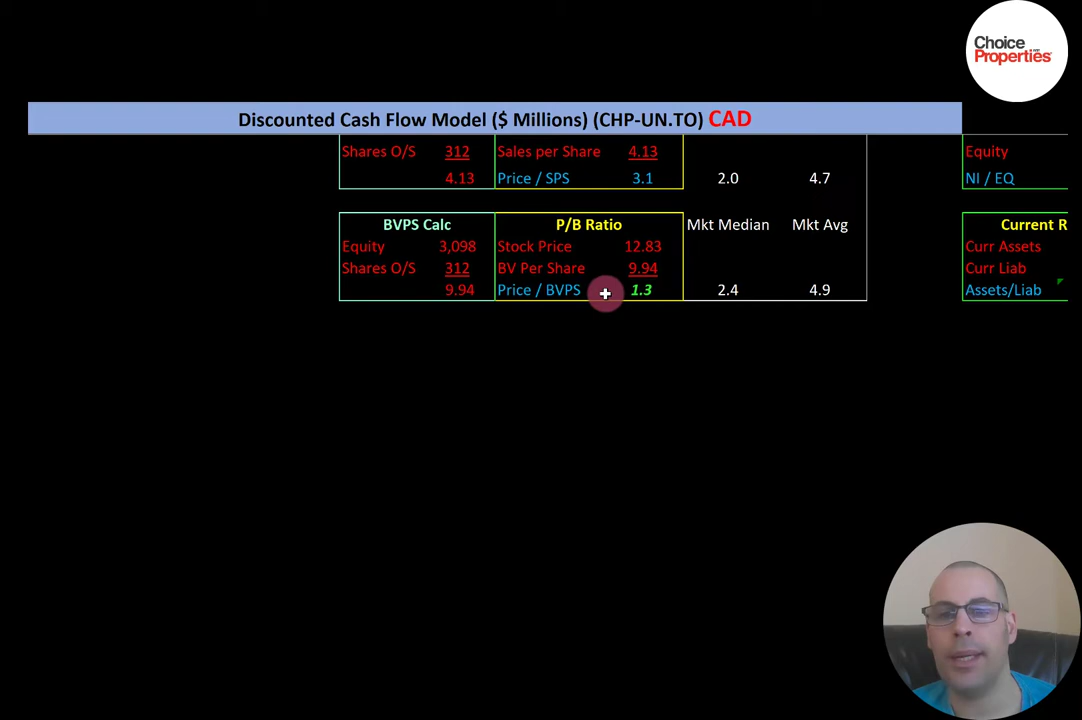 Choice
Properties
Discounted Cash Flow Model ($ Millions) (CHP-UN.TO) CAD
Shares O/S 312 Sales per Share 4.13 Equity
4.13 Price / SPS 3.1 2.0 4.7 NI / EQ
BVPS Calc P/B Ratio Mkt Median Mkt Avg Current R
Equity 3,098 Stock Price 12.83 Curr Assets
Shares O/S 312 BV Per Share 9.94 Curr Liab
9.94 Price / BVPS 1.3 2.4 4.9 Assets/Liab